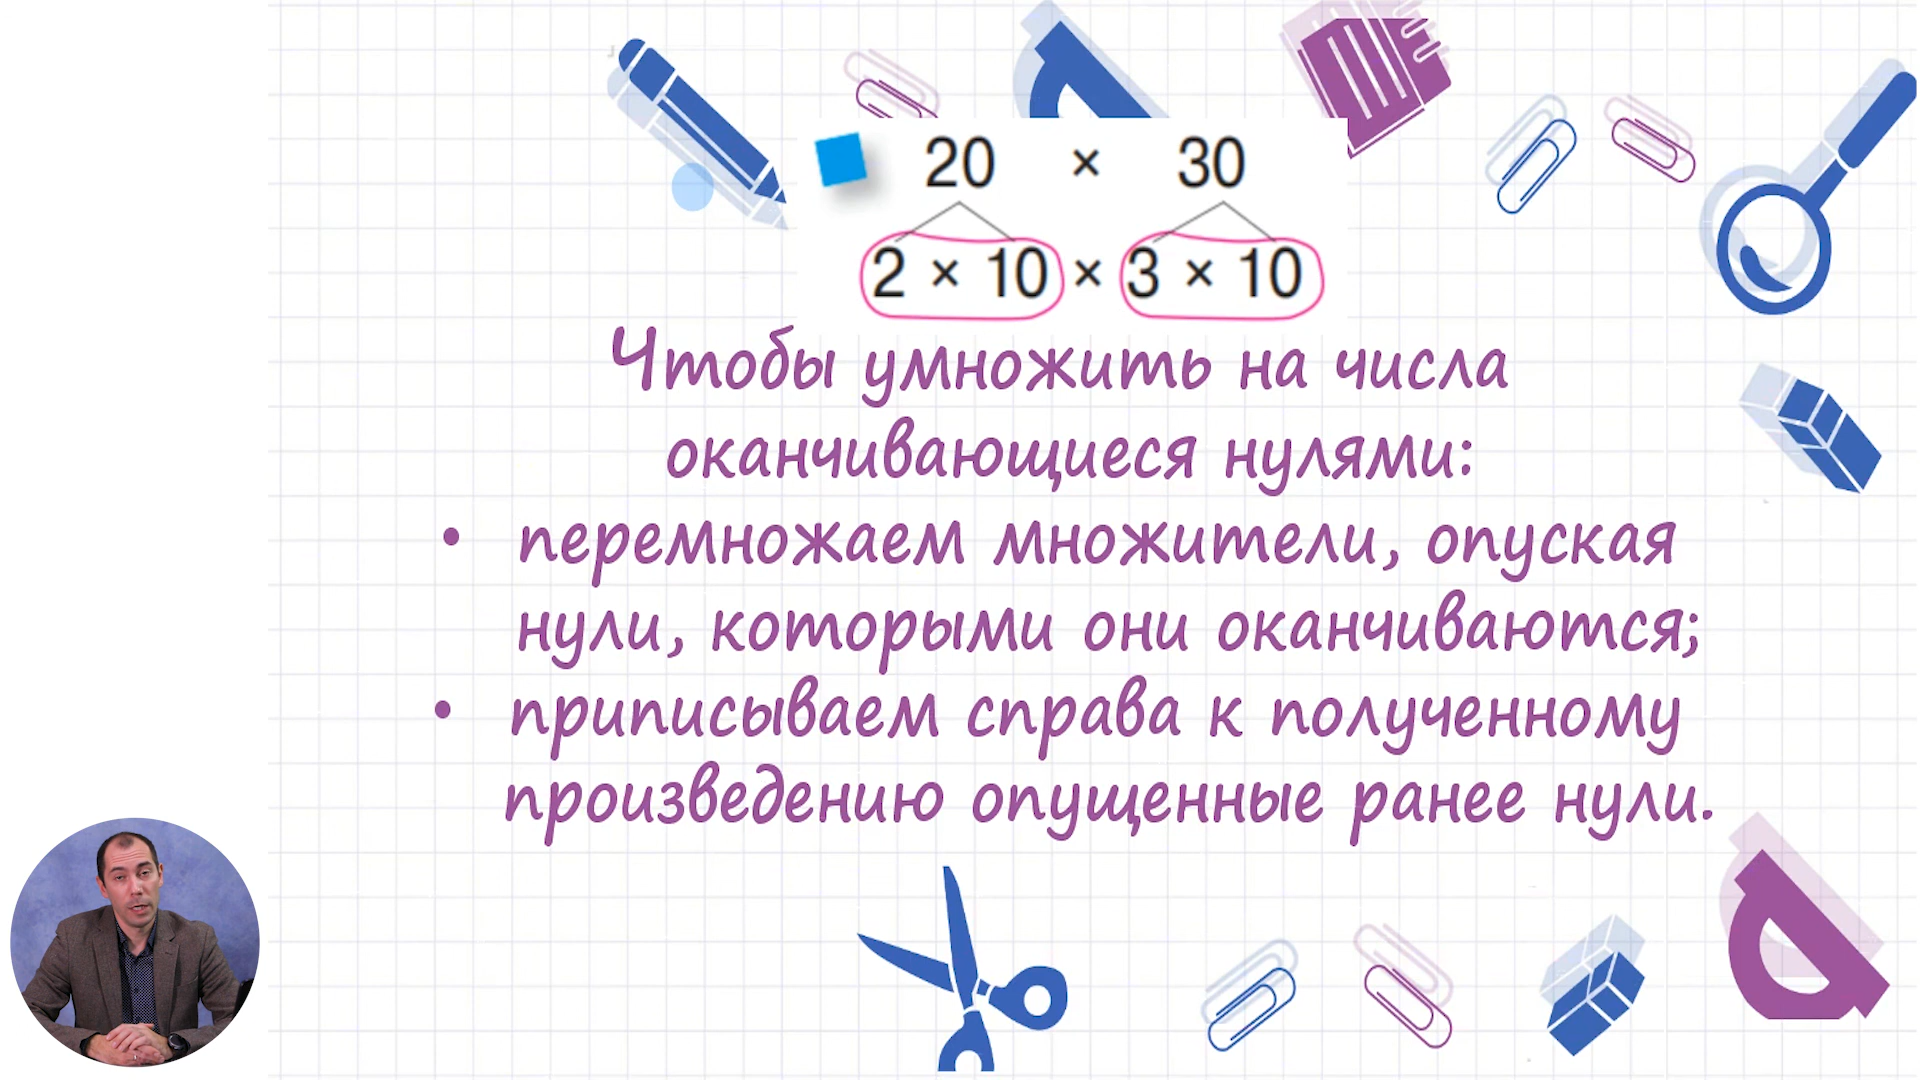 20 × 30
2 × 10 × 3 × 10
Чтобы умножить на числа
оканчивающиеся нулями:
• перемножаем множители, опуская
нули, которыми они оканчиваются;
• приписываем справа к полученному
произведению опущенные ранее нули.